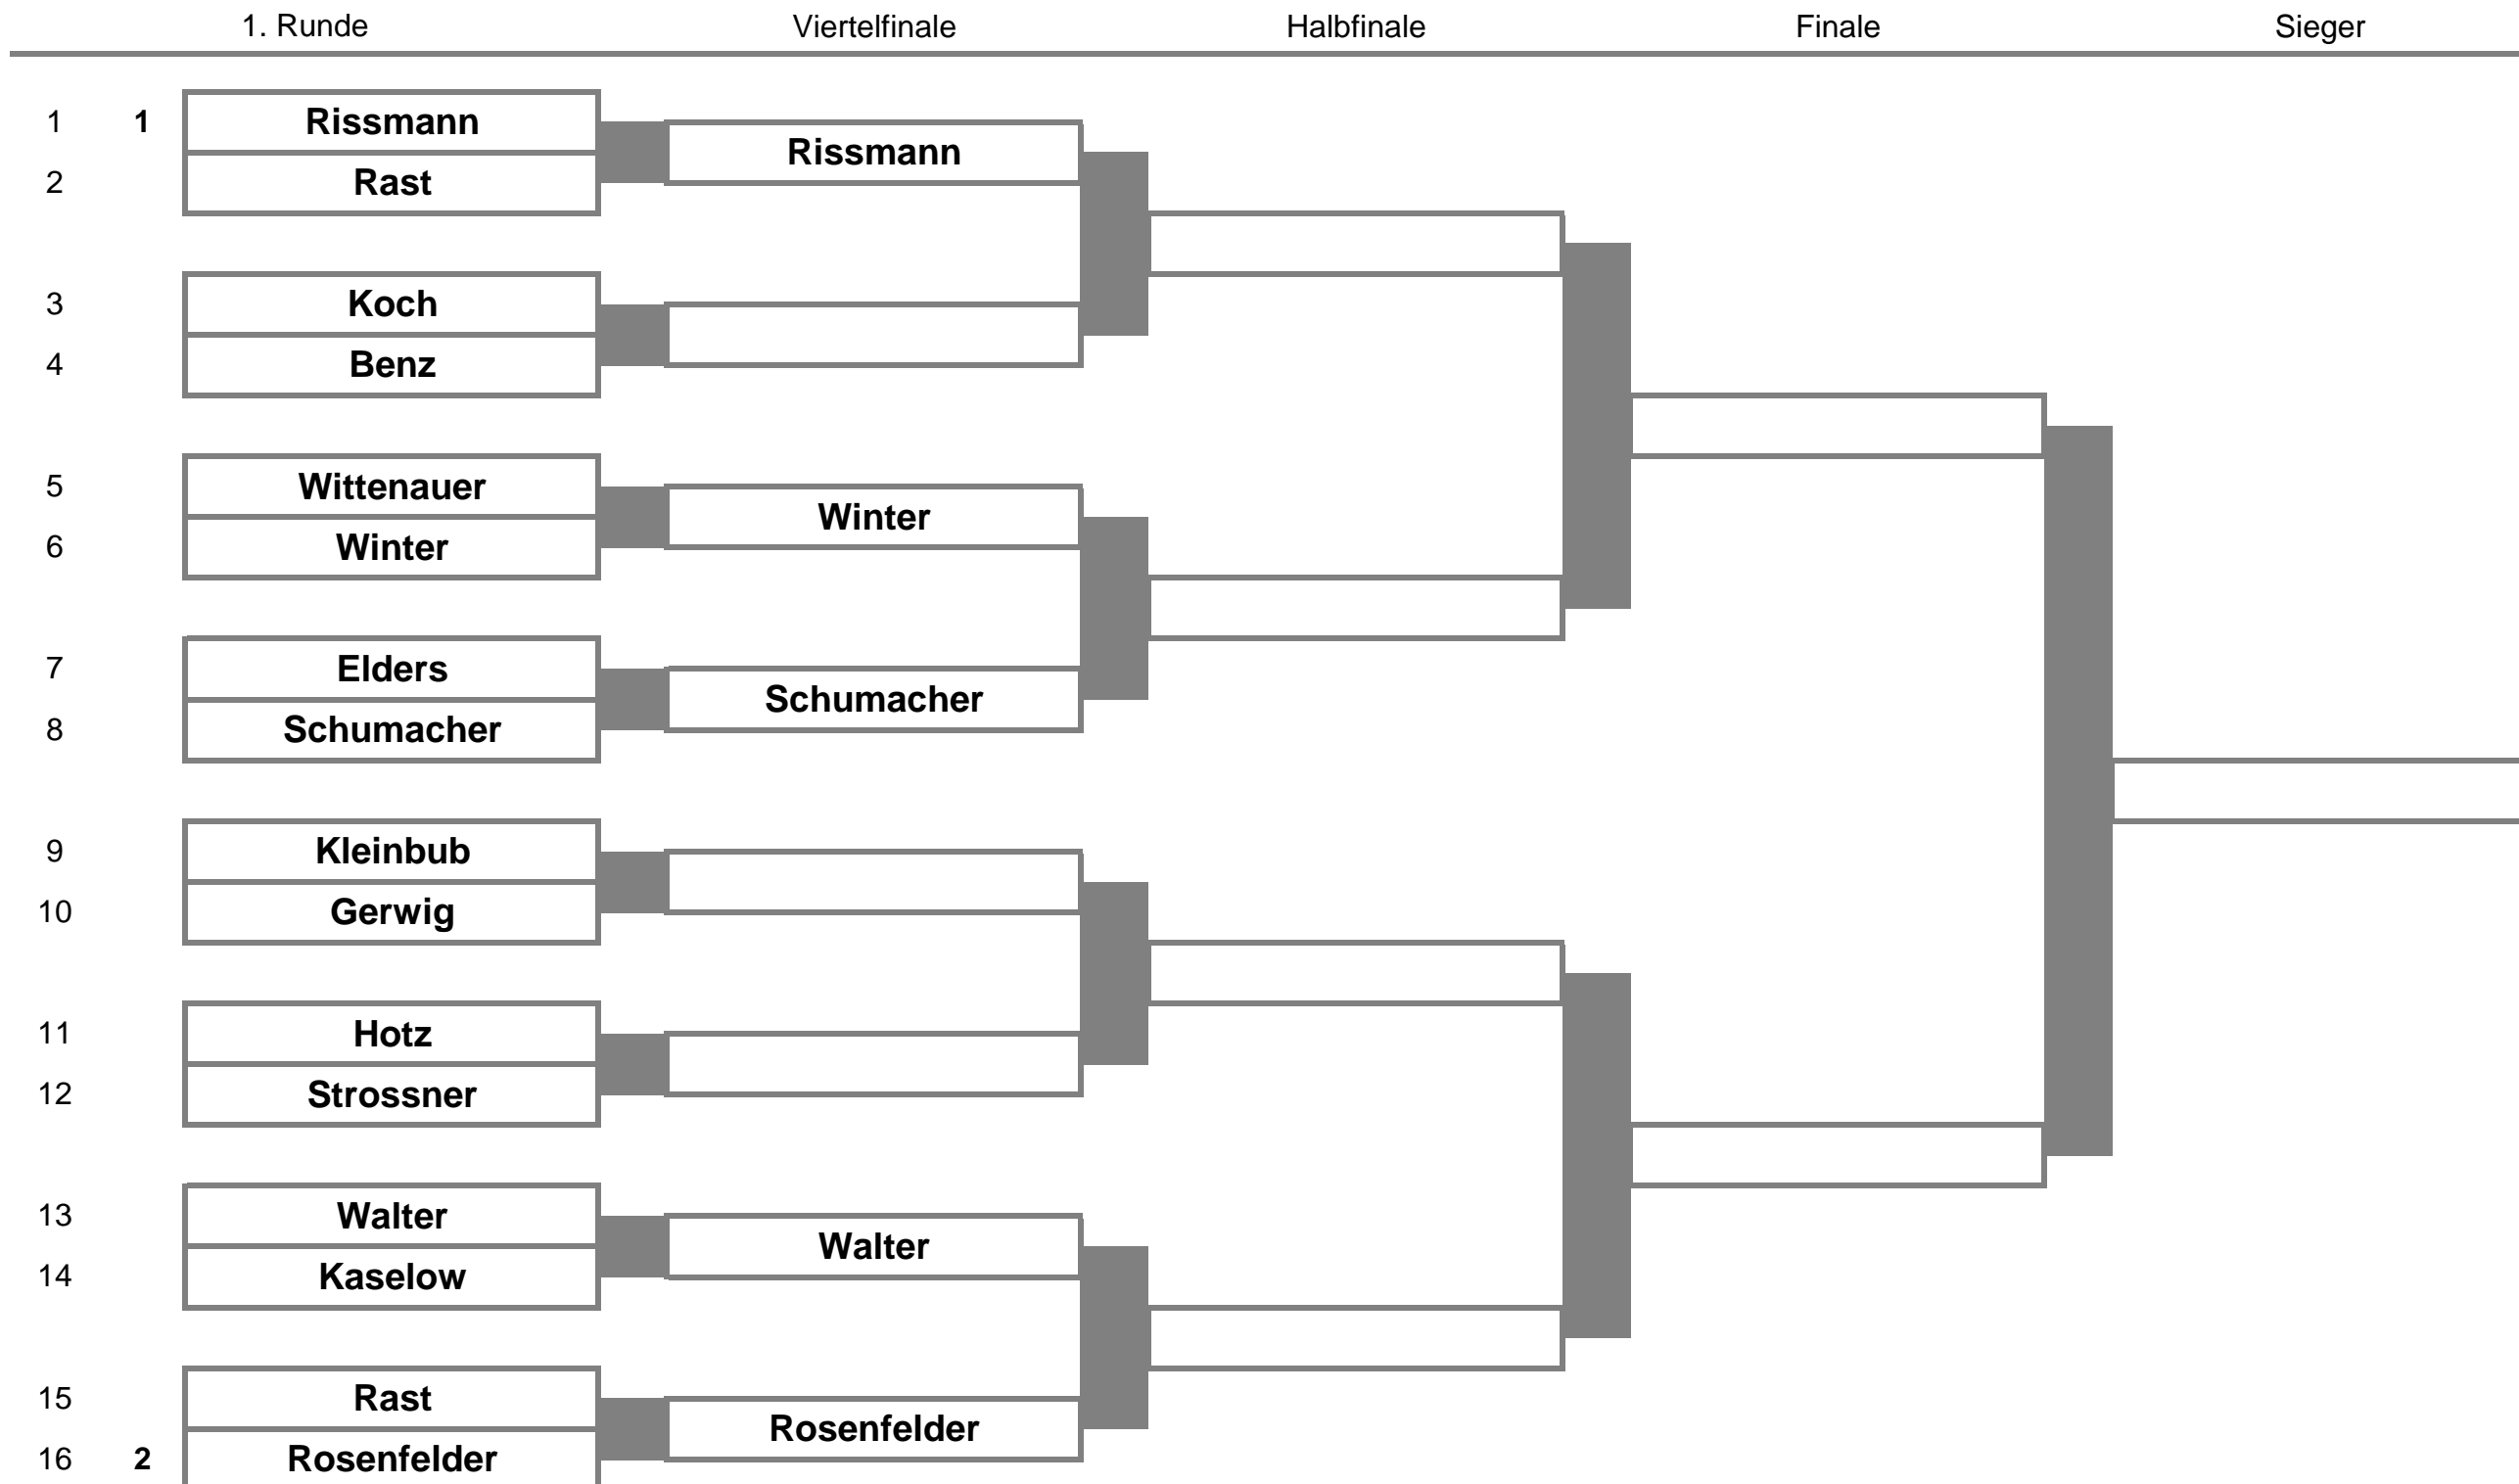 1. Runde Viertelfinale Halbfinale Finale Sieger
1 1 Rissmann
Rissmann
2 Rast
3 Koch
4 Benz
5 Wittenauer
Winter
6 Winter
7 Elders
Schumacher
8 Schumacher
9 Kleinbub
10 Gerwig
11 Hotz
12 Strossner
13 Walter
Walter
14 Kaselow
15 Rast
Rosenfelder
16 2 Rosenfelder